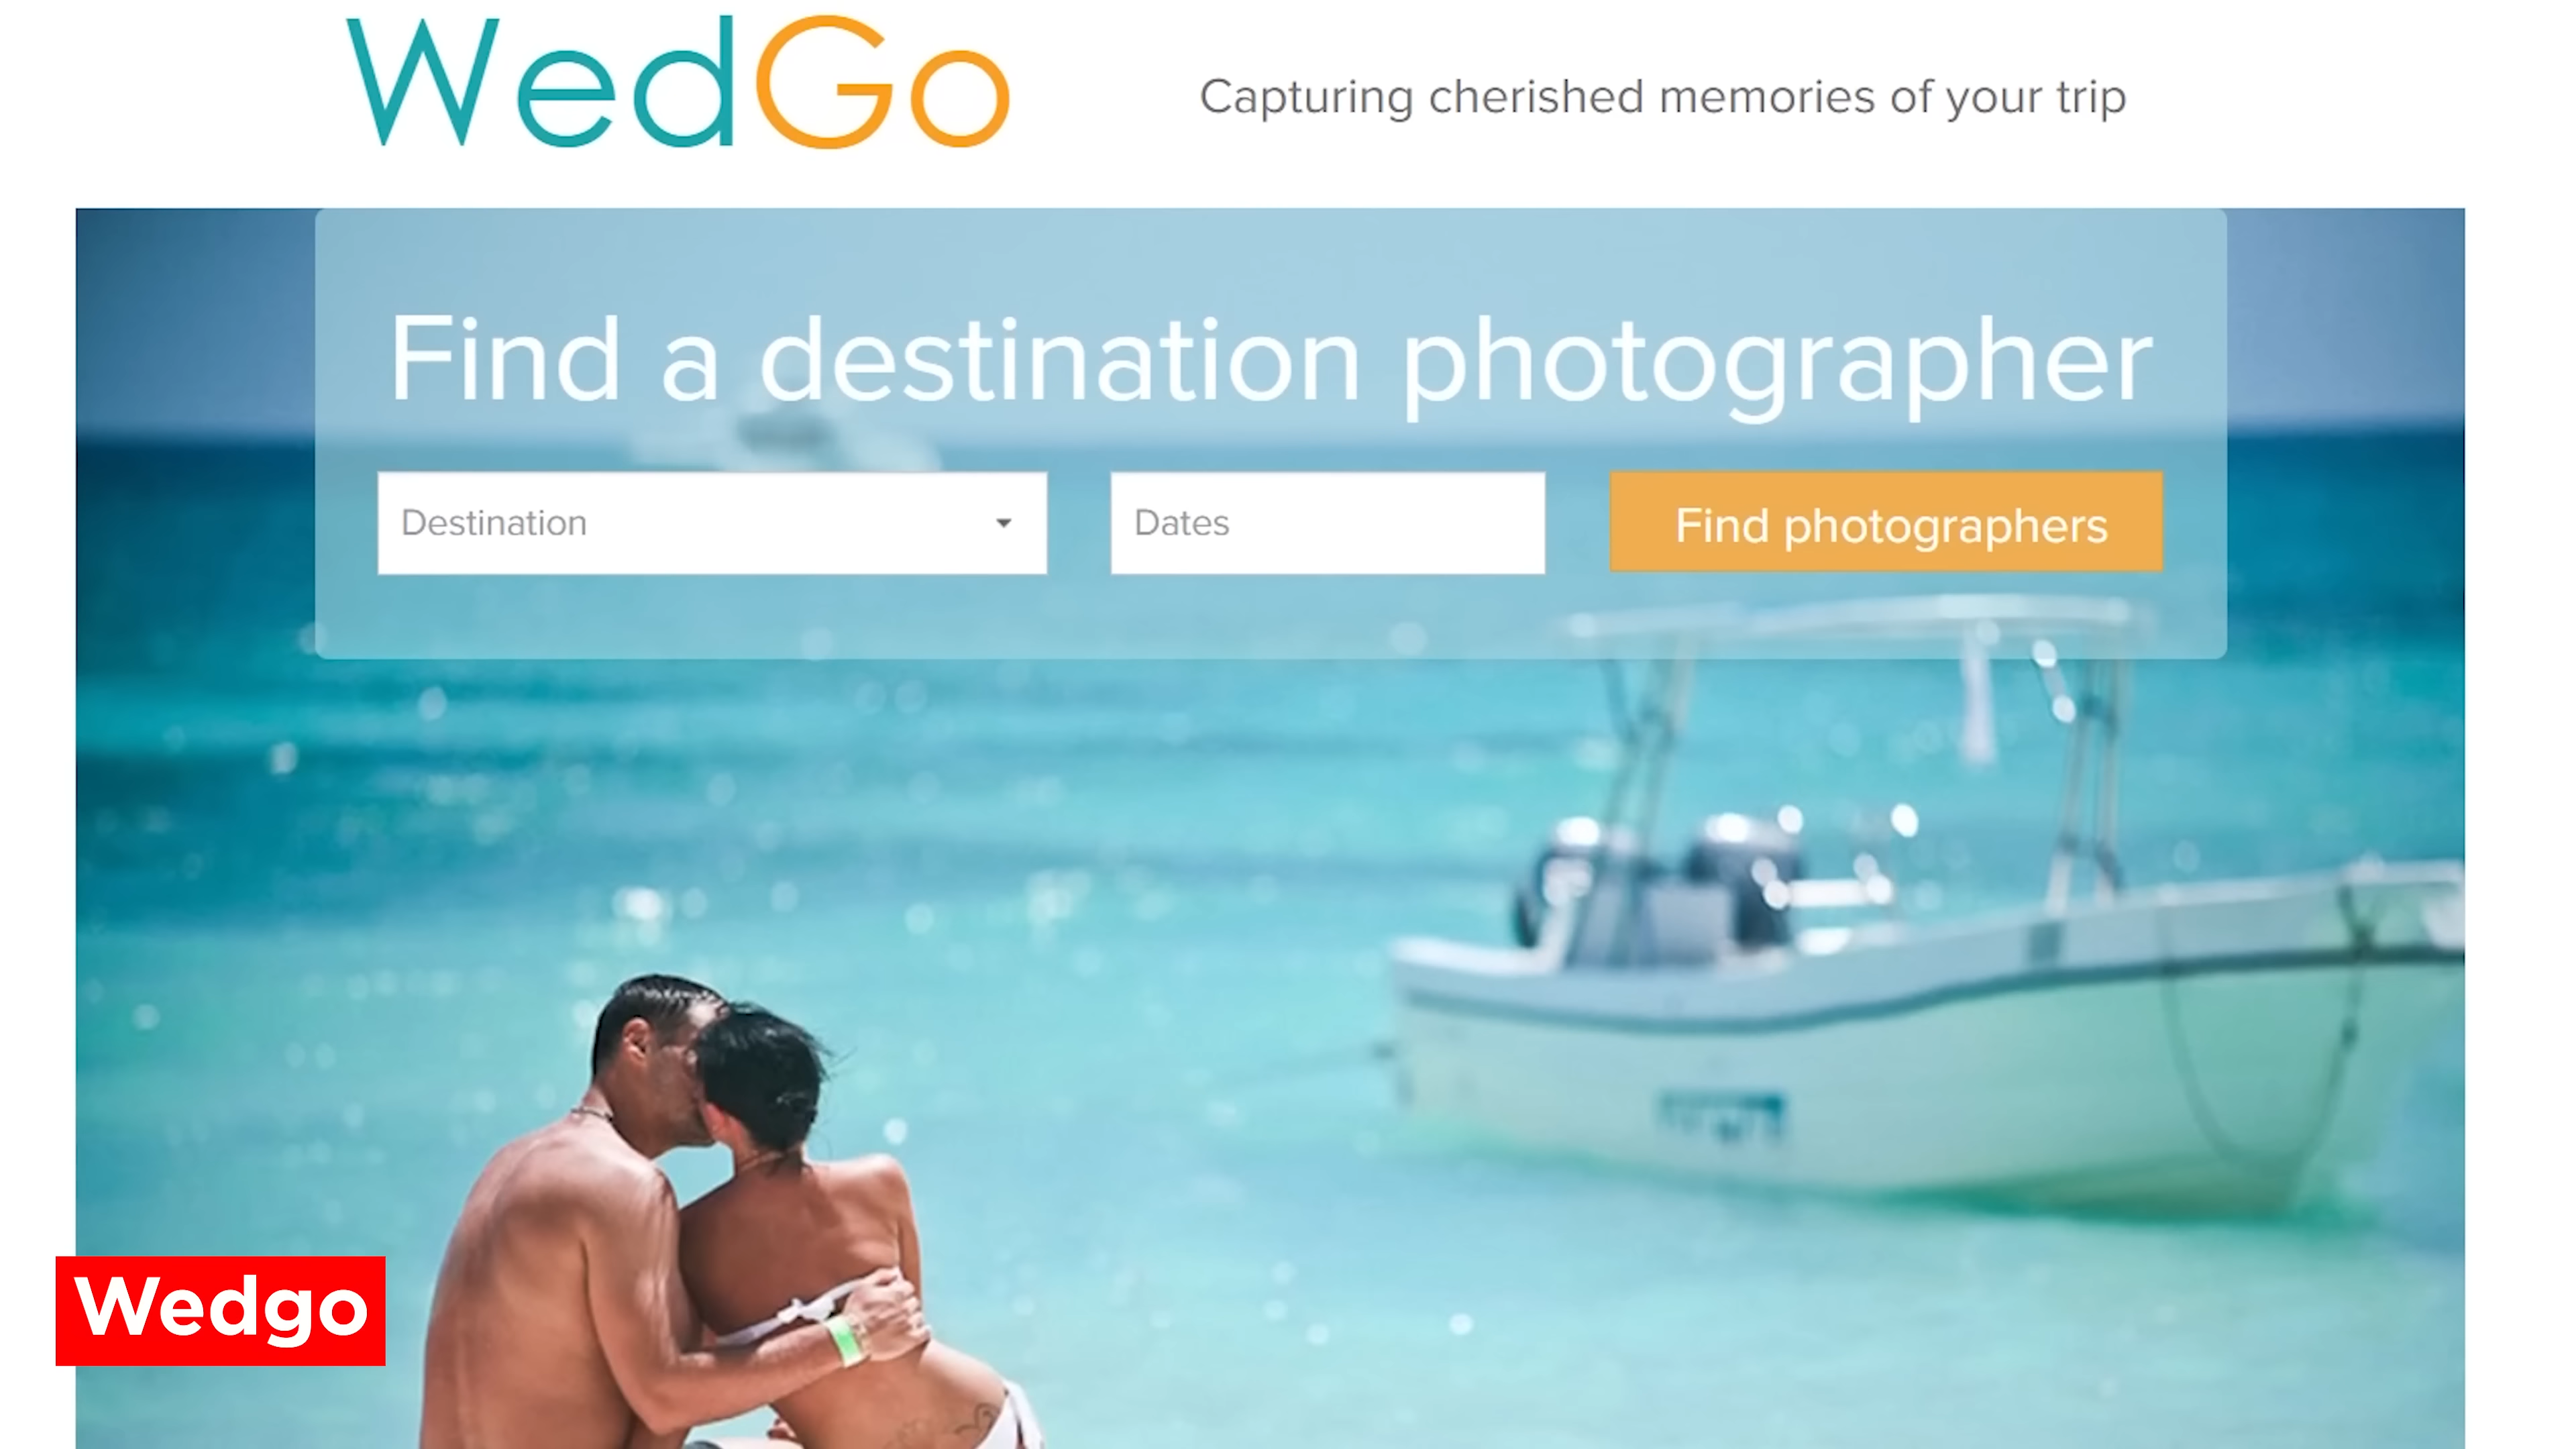 WedGo
Capturing cherished memories of your trip
Find a destination photographer
Destination
Dates
Find photographers
Wedgo